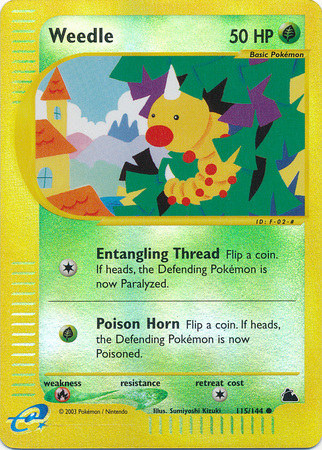 Weedle 50 HP
Basic Pokémon
ID: F-02-#
Entangling Thread Flip a coin.
If heads, the Defending Pokémon is
now Paralyzed.
Poison Horn Flip a coin. If heads,
the Defending Pokémon is now
Poisoned.
weakness resistance retreat cost
© 2003 Pokémon / Nintendo Illus. Sumiyoshi Kizuki 115/144
e